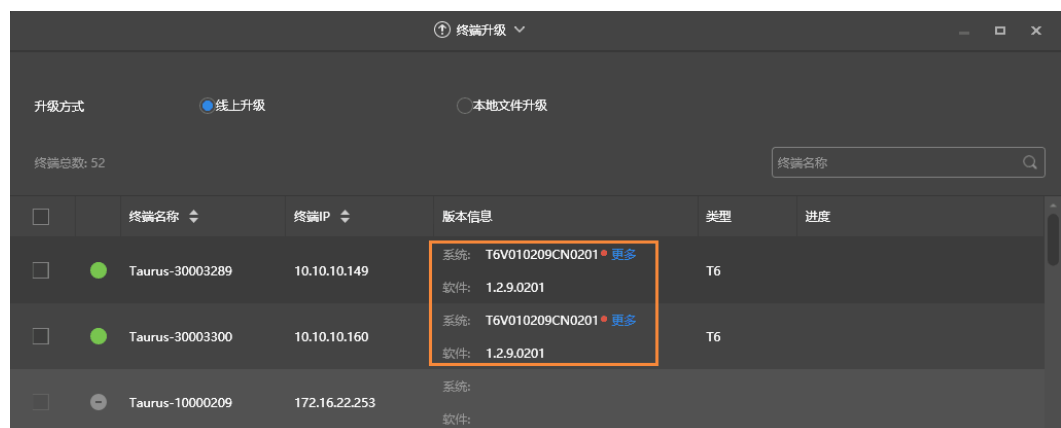 终端升级
升级方式 线上升级 本地文件升级
终端总数: 52 终端名称
终端名称 终端IP 版本信息 类型 进度
系统: T6V010209CN0201 更多
Taurus-30003289 10.10.10.149 T6
软件: 1.2.9.0201
系统: T6V010209CN0201 更多
Taurus-30003300 10.10.10.160 T6
软件: 1.2.9.0201
系统:
Taurus-10000209 172.16.22.253
软件: